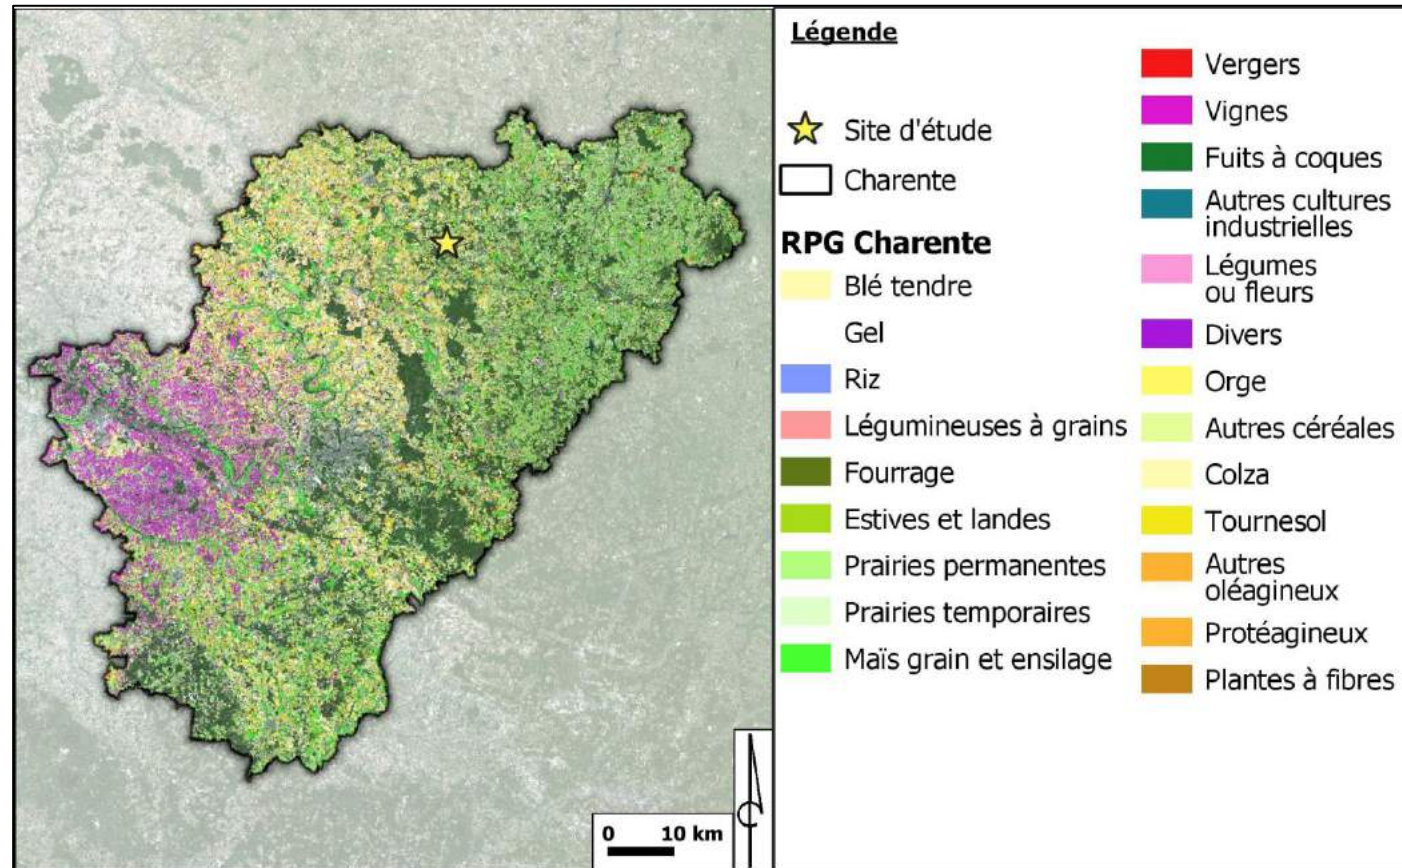 Légende
Site d'étude
Charente
RPG Charente
Blé tendre
Gel
Riz
Légumineuses à grains
Fourrage
Estives et landes
Prairies permanentes
Prairies temporaires
Maïs grain et ensilage
Vergers
Vignes
Fuits à coques
Autres cultures
industrielles
Légumes
ou fleurs
Divers
Orge
Autres céréales
Colza
Tournesol
Autres
oléagineux
Protéagineux
Plantes à fibres
0 10 km